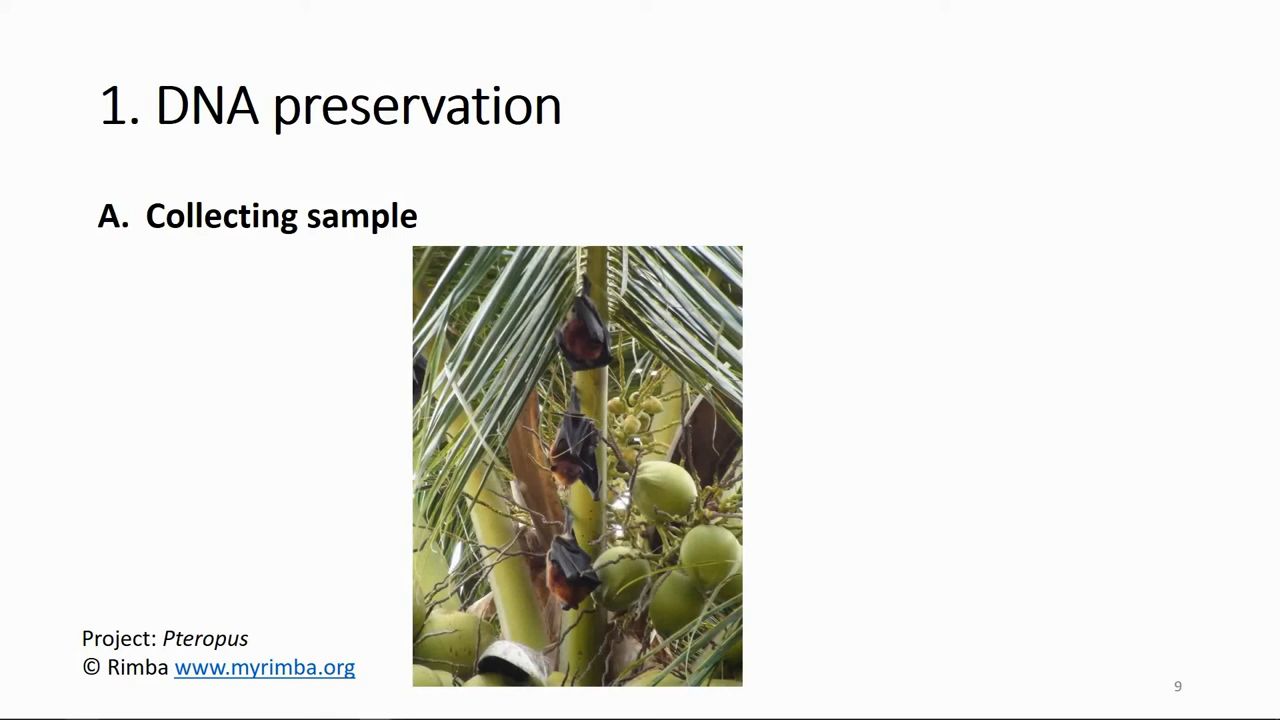 1. DNA preservation
A. Collecting sample
Project: Pteropus
© Rimba www.myrimba.org
9